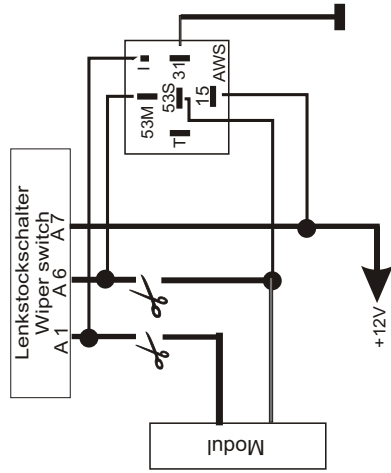 Lenkstockschalter
Wiper switch
A 1 A 6 A 7
I
53M 53S 31
T 15 AWS
+12V
Modul